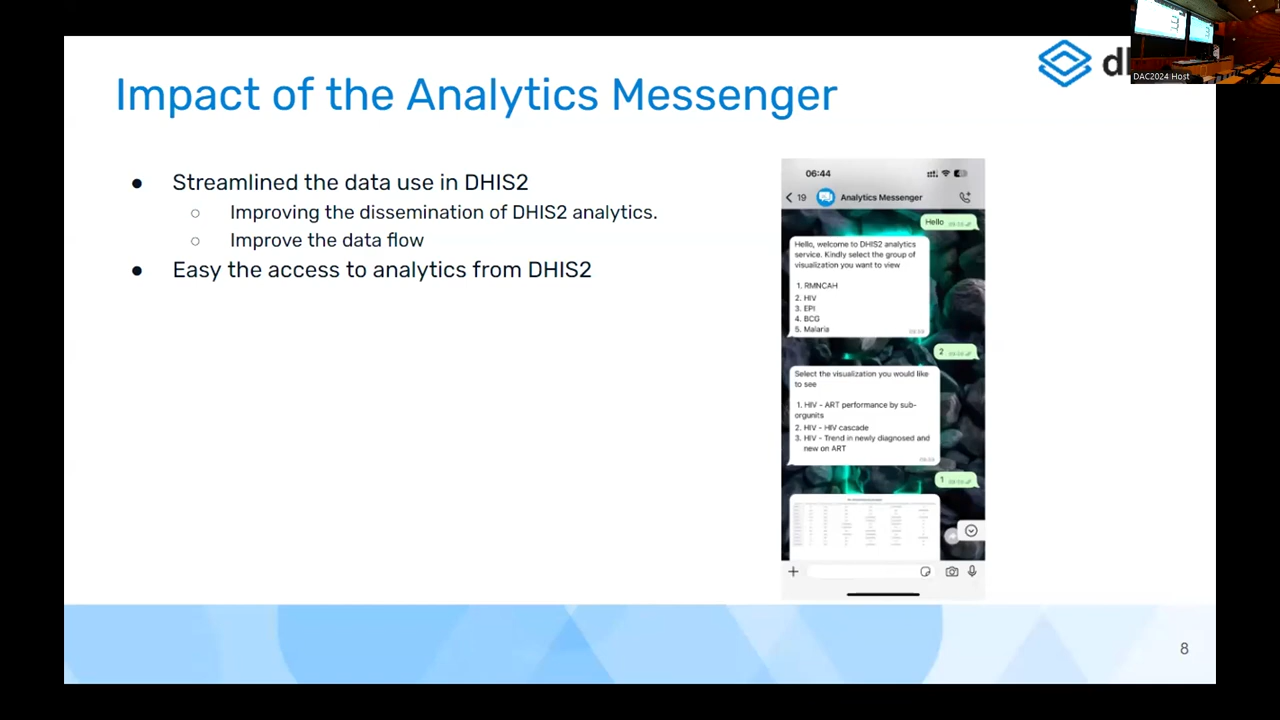 Impact of the Analytics Messenger
DAC2024 Host
● Streamlined the data use in DHIS2
○ Improving the dissemination of DHIS2 analytics.
○ Improve the data flow
● Easy the access to analytics from DHIS2
06:44
19 Analytics Messenger
Hello
Hello, welcome to DHIS2 analytics
service. Kindly select the group of
visualization you want to view
1. RMNCAH
2. HIV
3. EPI
4. BCG
5. Malaria
2
Select the visualization you would like
to see
1. HIV - ART performance by sub-
orgunits
2. HIV - HIV cascade
3. HIV - Trend in newly diagnosed and
new on ART
1
8